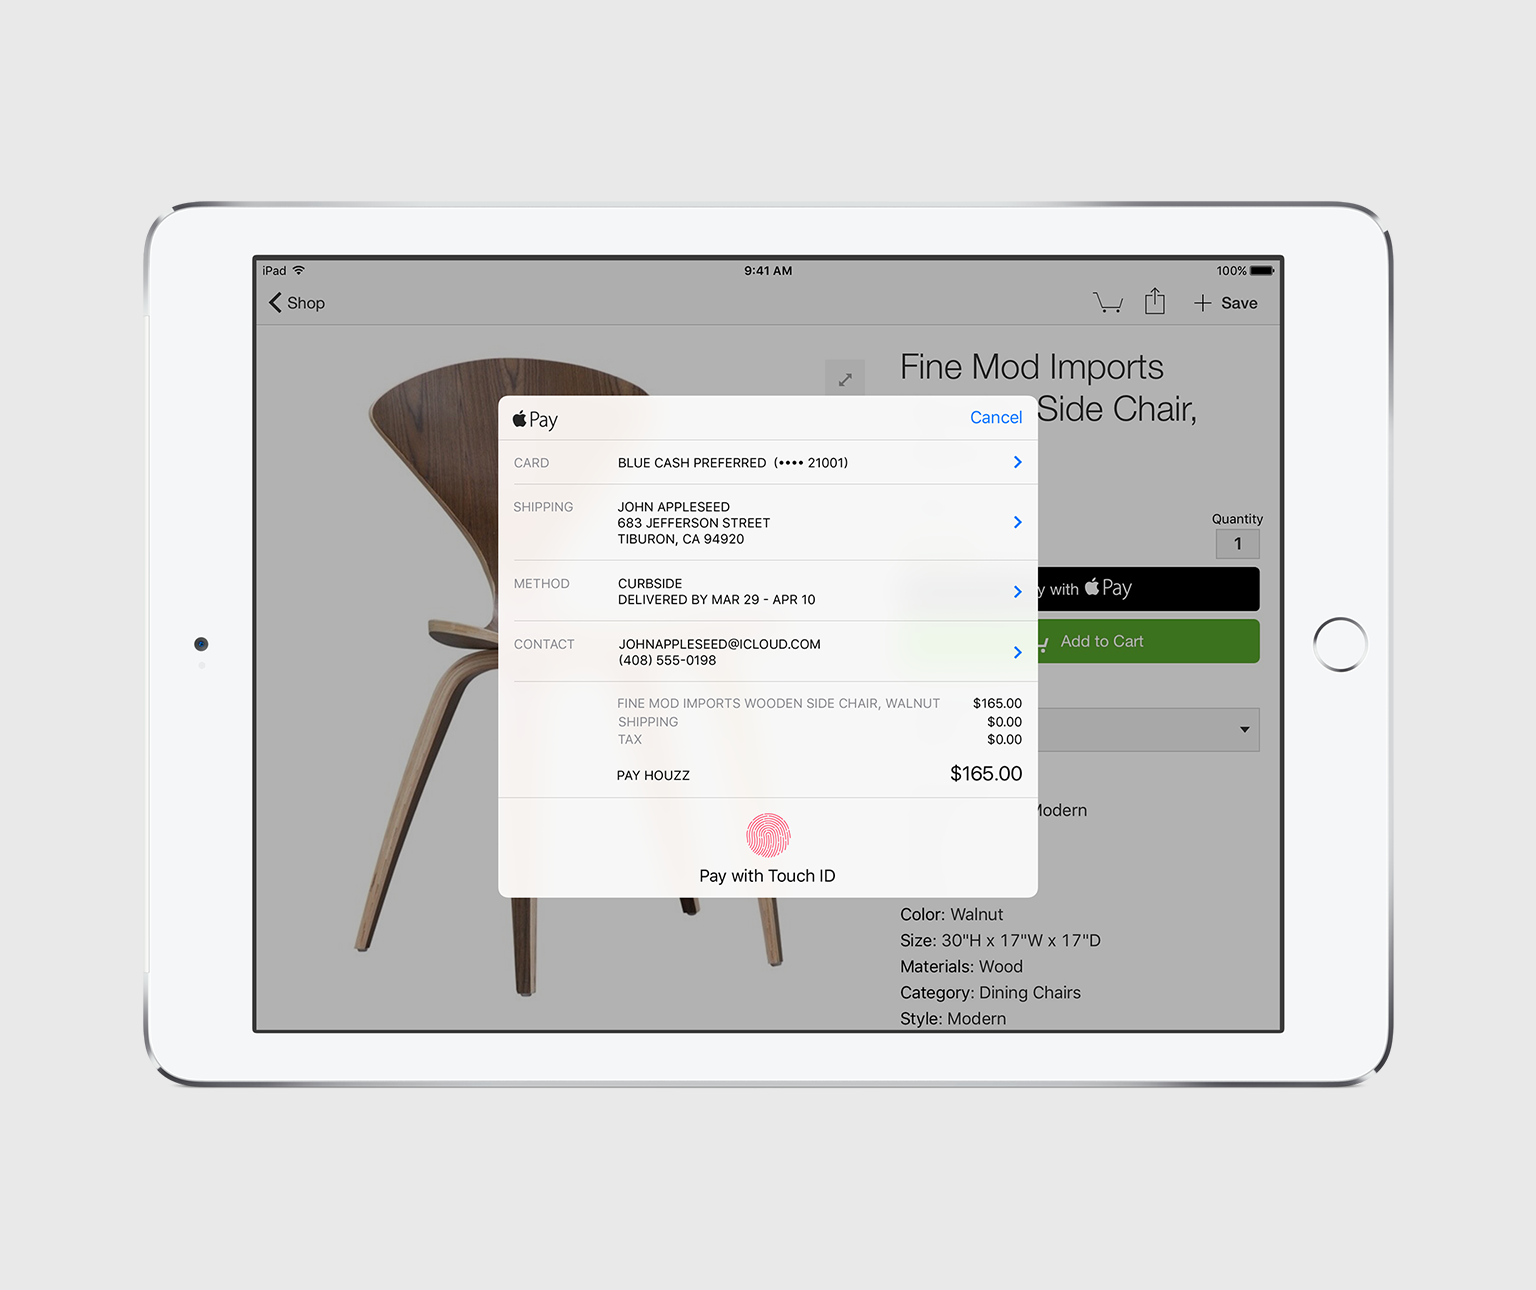 iPad
9:41 AM
100%
Shop
Save
Fine Mod Imports
Side Chair,
Quantity
1
with Pay
Add to Cart
Modern
Color: Walnut
Size: 30"H x 17"W x 17"D
Materials: Wood
Category: Dining Chairs
Style: Modern
Pay
Cancel
CARD
BLUE CASH PREFERRED (•••• 21001)
SHIPPING
JOHN APPLESEED
683 JEFFERSON STREET
TIBURON, CA 94920
METHOD
CURBSIDE
DELIVERED BY MAR 29 - APR 10
CONTACT
JOHNAPPLESEED@ICLOUD.COM
(408) 555-0198
FINE MOD IMPORTS WOODEN SIDE CHAIR, WALNUT $165.00
SHIPPING $0.00
TAX $0.00
PAY HOUZZ $165.00
Pay with Touch ID